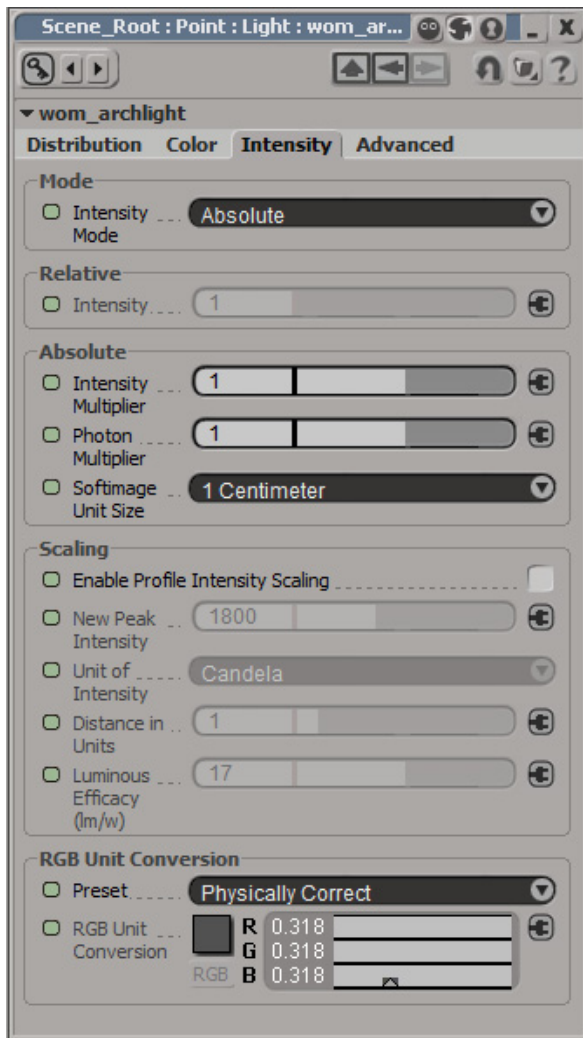 Scene_Root : Point : Light : wom_ar...
wom_archlight
Distribution Color Intensity Advanced
Mode
Intensity Mode Absolute
Relative
Intensity 1
Absolute
Intensity Multiplier 1
Photon Multiplier 1
Softimage Unit Size 1 Centimeter
Scaling
Enable Profile Intensity Scaling
New Peak Intensity 1800
Unit of Intensity Candela
Distance in Units 1
Luminous Efficacy (lm/w) 17
RGB Unit Conversion
Preset Physically Correct
RGB Unit Conversion R 0.318
G 0.318
RGB B 0.318